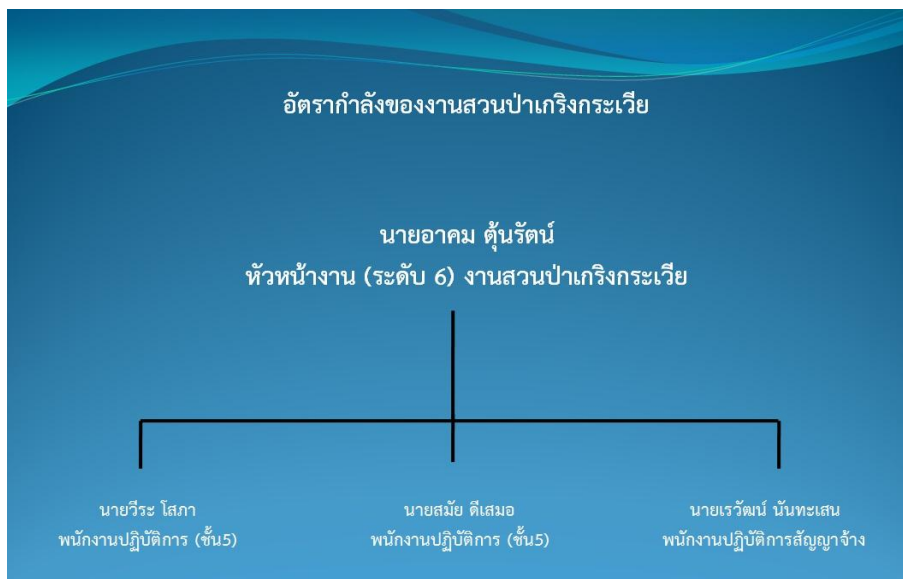 อัตรากำลังของงานสวนป่าเกริงกระเวีย
นายอาคม ตุ้นรัตน์
หัวหน้างาน (ระดับ 6) งานสวนป่าเกริงกระเวีย
นายวีระ โสภา
พนักงานปฏิบัติการ (ชั้น5)
นายสมัย ดีเสมอ
พนักงานปฏิบัติการ (ชั้น5)
นายเรวัฒน์ นันทะเสน
พนักงานปฏิบัติการสัญญาจ้าง